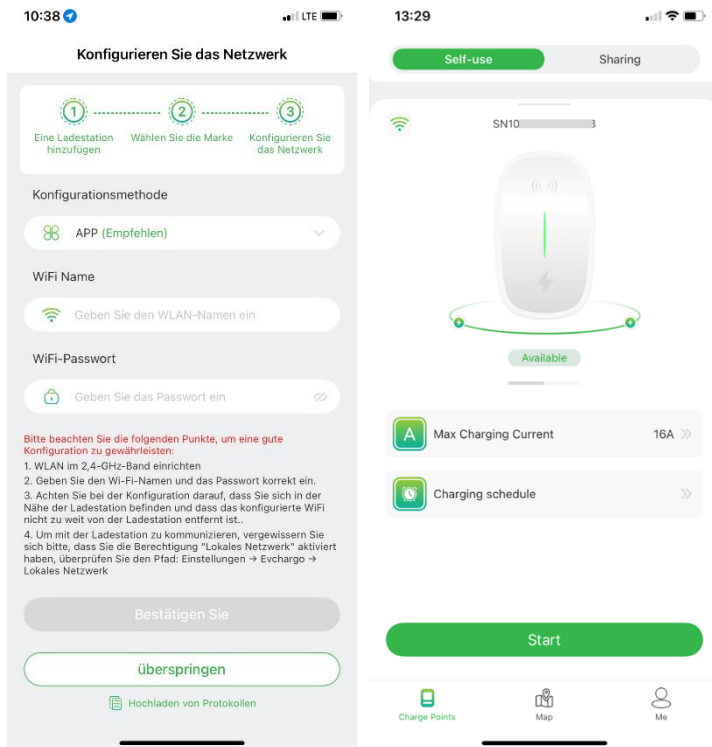 10:38
LTE
Konfigurieren Sie das Netzwerk
1
2
3
Eine Ladestation
hinzufügen
Wählen Sie die Marke
Konfigurieren Sie
das Netzwerk
Konfigurationsmethode
APP (Empfehlen)
WiFi Name
Geben Sie den WLAN-Namen ein
WiFi-Passwort
Geben Sie das Passwort ein
Bitte beachten Sie die folgenden Punkte, um eine gute
Konfiguration zu gewährleisten:
1. WLAN im 2,4-GHz-Band einrichten
2. Geben Sie den Wi-Fi-Namen und das Passwort korrekt ein.
3. Achten Sie bei der Konfiguration darauf, dass Sie sich in der
Nähe der Ladestation befinden und dass das konfigurierte WiFi
nicht zu weit von der Ladestation entfernt ist..
4. Um mit der Ladestation zu kommunizieren, vergewissern Sie
sich bitte, dass Sie die Berechtigung "Lokales Netzwerk" aktiviert
haben, überprüfen Sie den Pfad: Einstellungen → Evchargo →
Lokales Netzwerk
Bestätigen Sie
überspringen
Hochladen von Protokollen
13:29
Self-use
Sharing
SN10
Available
A
Max Charging Current
16A
Charging schedule
Start
Charge Points
Map
Me